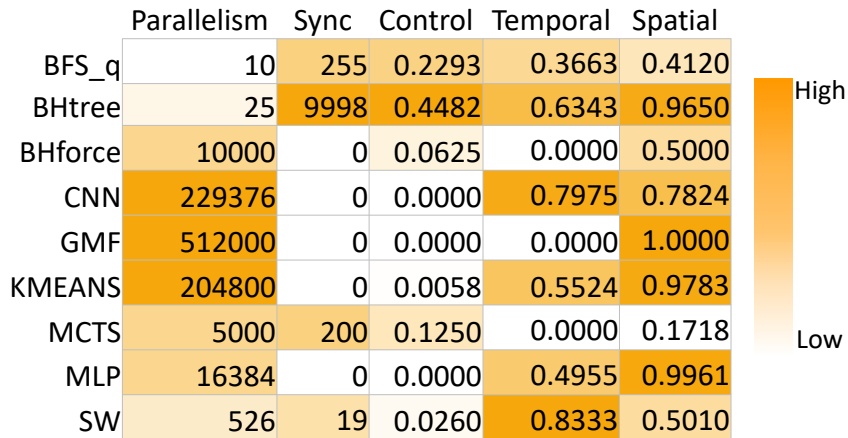 Parallelism Sync Control Temporal Spatial
BFS_q 10 255 0.2293 0.3663 0.4120
BHtree 25 9998 0.4482 0.6343 0.9650
BHforce 10000 0 0.0625 0.0000 0.5000
CNN 229376 0 0.0000 0.7975 0.7824
GMF 512000 0 0.0000 0.0000 1.0000
KMEANS 204800 0 0.0058 0.5524 0.9783
MCTS 5000 200 0.1250 0.0000 0.1718
MLP 16384 0 0.0000 0.4955 0.9961
SW 526 19 0.0260 0.8333 0.5010
High
Low